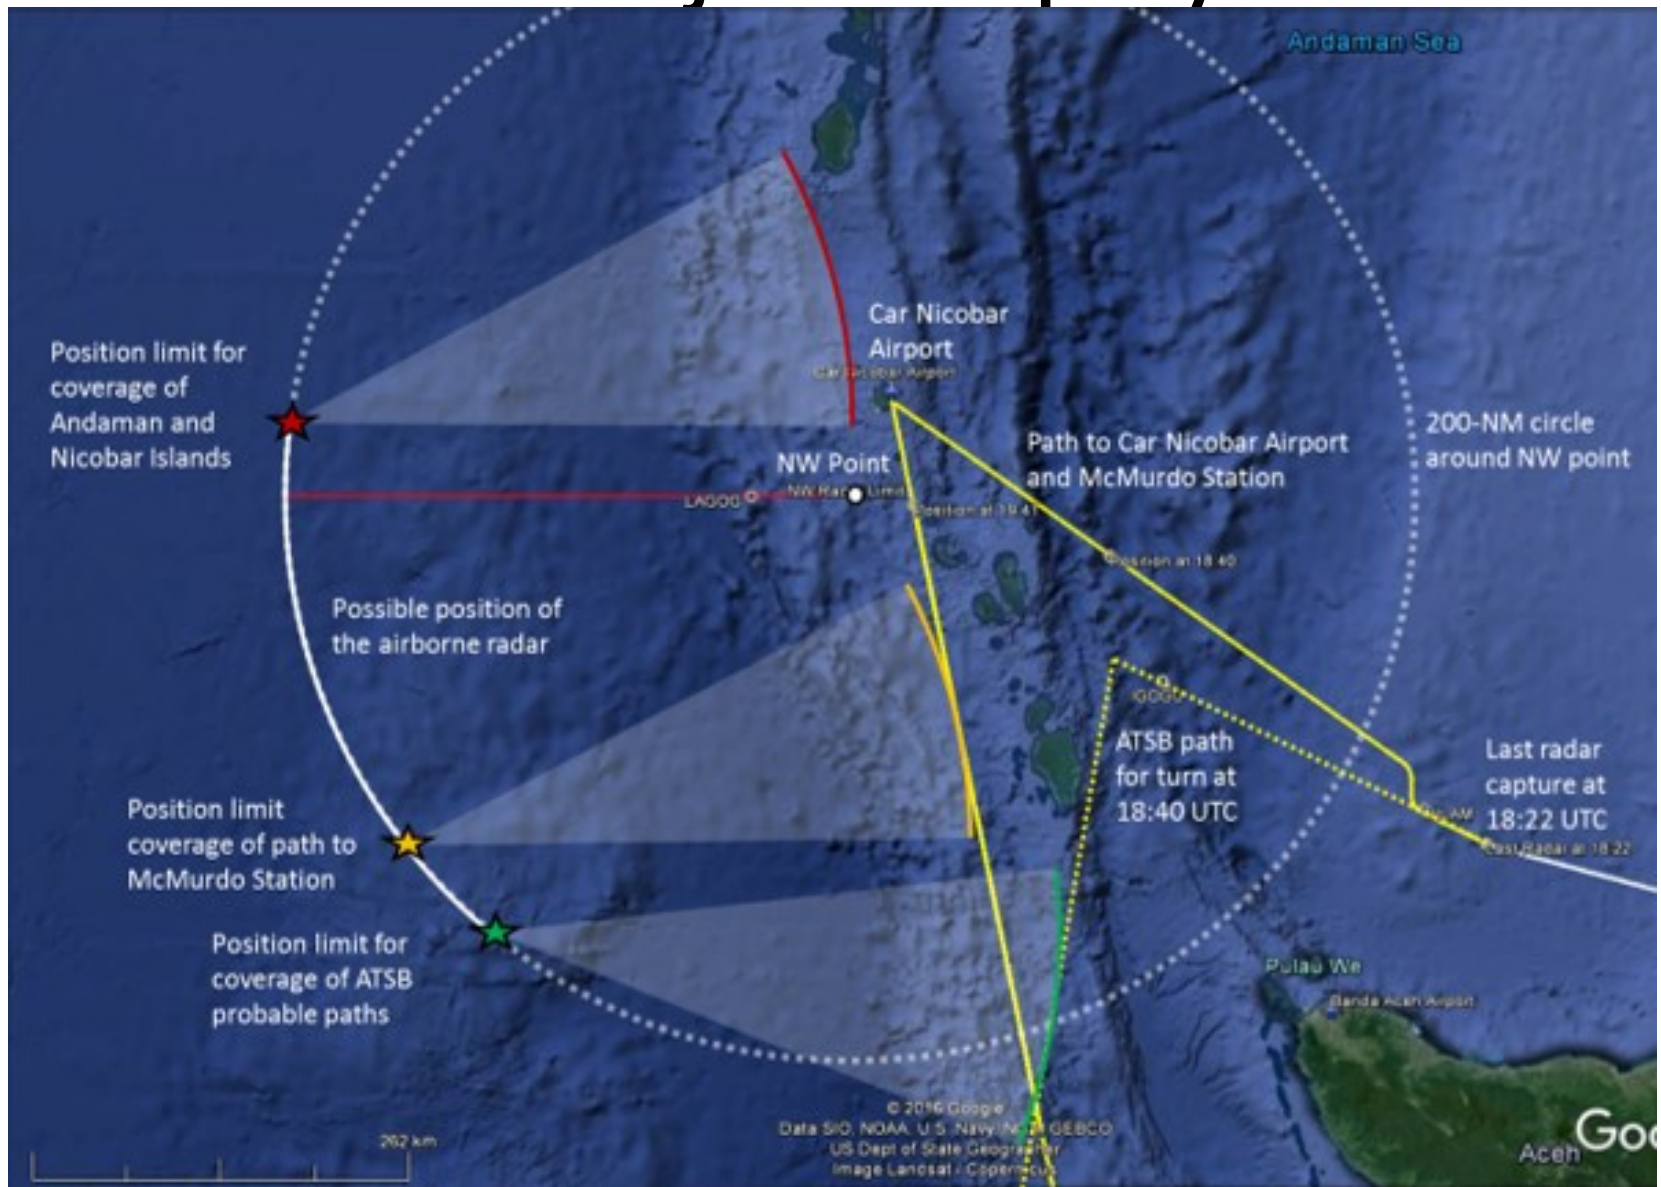 Andaman Sea
Car Nicobar
Airport
Car Nicobar Airport
Position limit for
coverage of
Andaman and
Nicobar Islands
200-NM circle
around NW point
Path to Car Nicobar Airport
and McMurdo Station
NW Point
LAGOG
Limit
Position at 19:41
Position at 18:40
Possible position of
the airborne radar
ATSB path
for turn at
18:40 UTC
Last radar
capture at
18:22 UTC
Last Radar at 18:22
Position limit
coverage of path to
McMurdo Station
Position limit for
coverage of ATSB
probable paths
Pulau We
Banda Aceh Airport
Aceh
© 2016 Google
Data SIO, NOAA, U.S. Navy, GEBCO
US Dept of State Geographer
Image Landsat / Copernicus
262 km
Goo